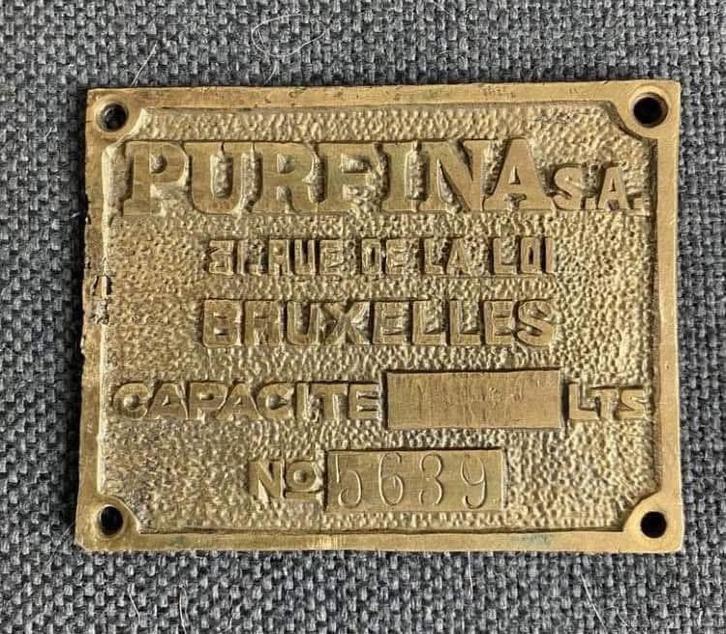 PURFINA S.A.
31. RUE DE LA LOI
BRUXELLES
CAPACITE LTS
No 5639